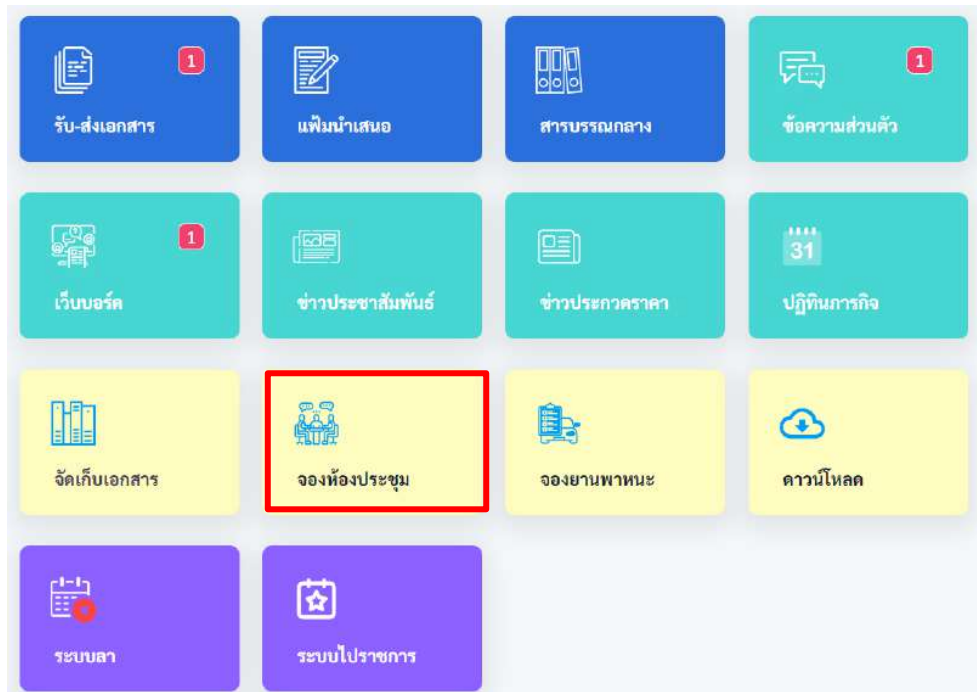 1
รับ-ส่งเอกสาร
แฟ้มนำเสนอ
สารบรรณกลาง
1
ข้อความส่วนตัว
1
เว็บบอร์ด
ข่าวประชาสัมพันธ์
ข่าวประกวดราคา
31
ปฏิทินภารกิจ
จัดเก็บเอกสาร
จองห้องประชุม
จองยานพาหนะ
ดาวน์โหลด
ระบบลา
ระบบไปราชการ